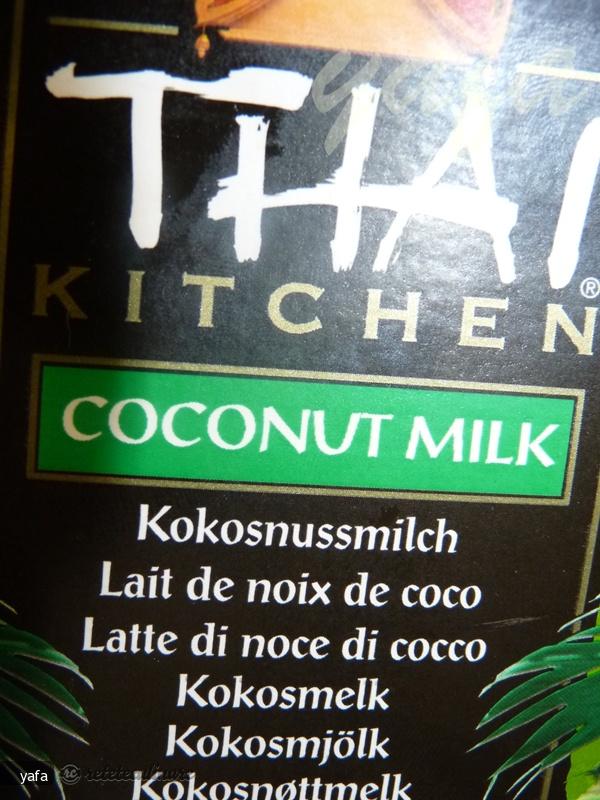 yafa
THAI
KITCHEN®
COCONUT MILK
Kokosnussmilch
Lait de noix de coco
Latte di noce di cocco
Kokosmelk
Kokosmjölk
Kokosnøttmelk
yafa